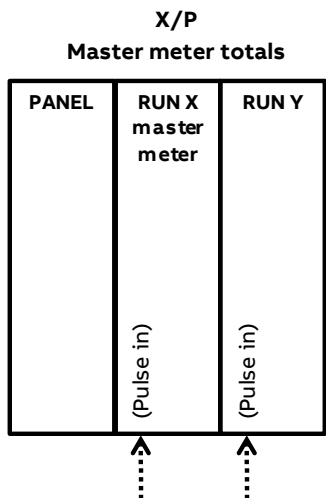 X/P
Master meter totals
PANEL
RUN X
master
meter
RUN Y
(Pulse in)
(Pulse in)